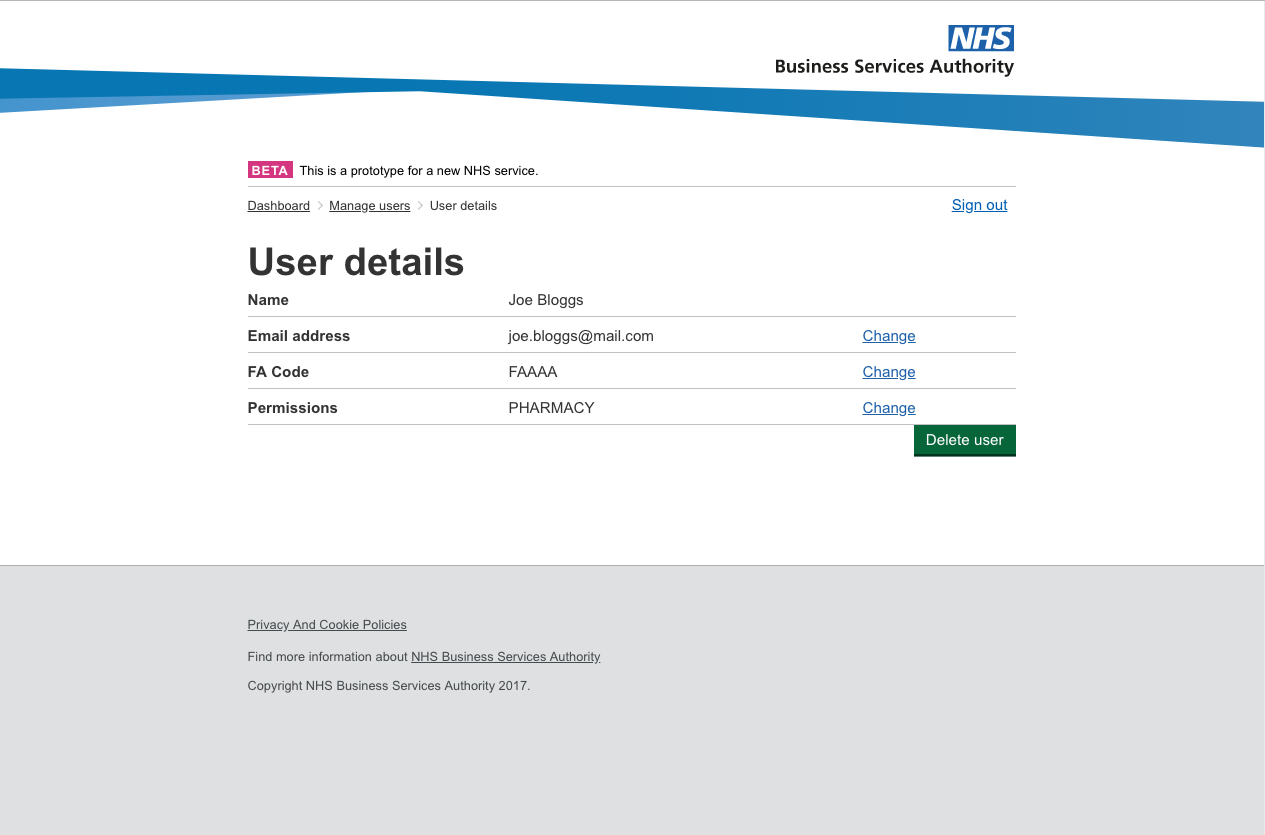 NHS
Business Services Authority
BETA This is a prototype for a new NHS service.
Dashboard Manage users User details Sign out
User details
Name Joe Bloggs
Email address joe.bloggs@mail.com Change
FA Code FAAAA Change
Permissions PHARMACY Change
Delete user
Privacy And Cookie Policies
Find more information about NHS Business Services Authority
Copyright NHS Business Services Authority 2017.